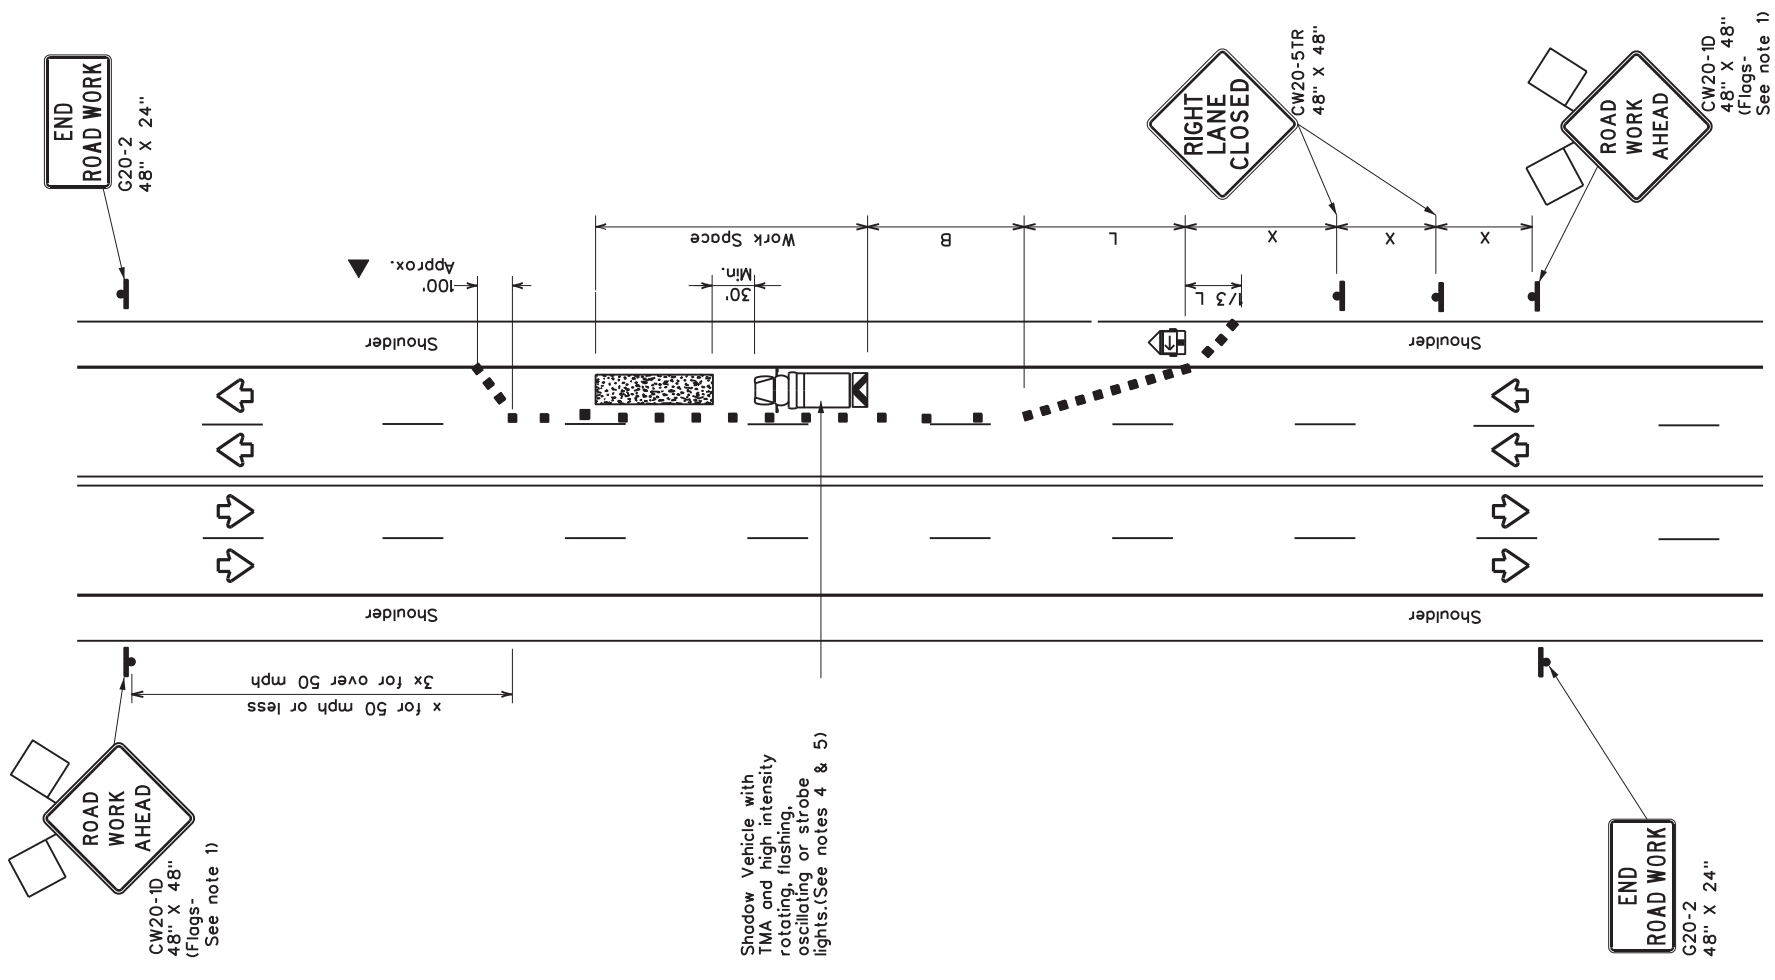 END
ROAD WORK
G20-2
48" X 24"
RIGHT
LANE
CLOSED
CW20-5TR
48" X 48"
ROAD
WORK
AHEAD
CW20-1D
48" X 48"
(Flags-
See note 1)
Work Space
B
L
X
X
X
100'
Approx.
30'
Min.
1/3 L
Shoulder
Shoulder
Shoulder
Shoulder
x for 50 mph or less
3x for over 50 mph
ROAD
WORK
AHEAD
CW20-1D
48" X 48"
(Flags-
See note 1)
Shadow Vehicle with
TMA and high intensity
rotating, flashing,
oscillating or strobe
lights.(See notes 4 & 5)
END
ROAD WORK
G20-2
48" X 24"